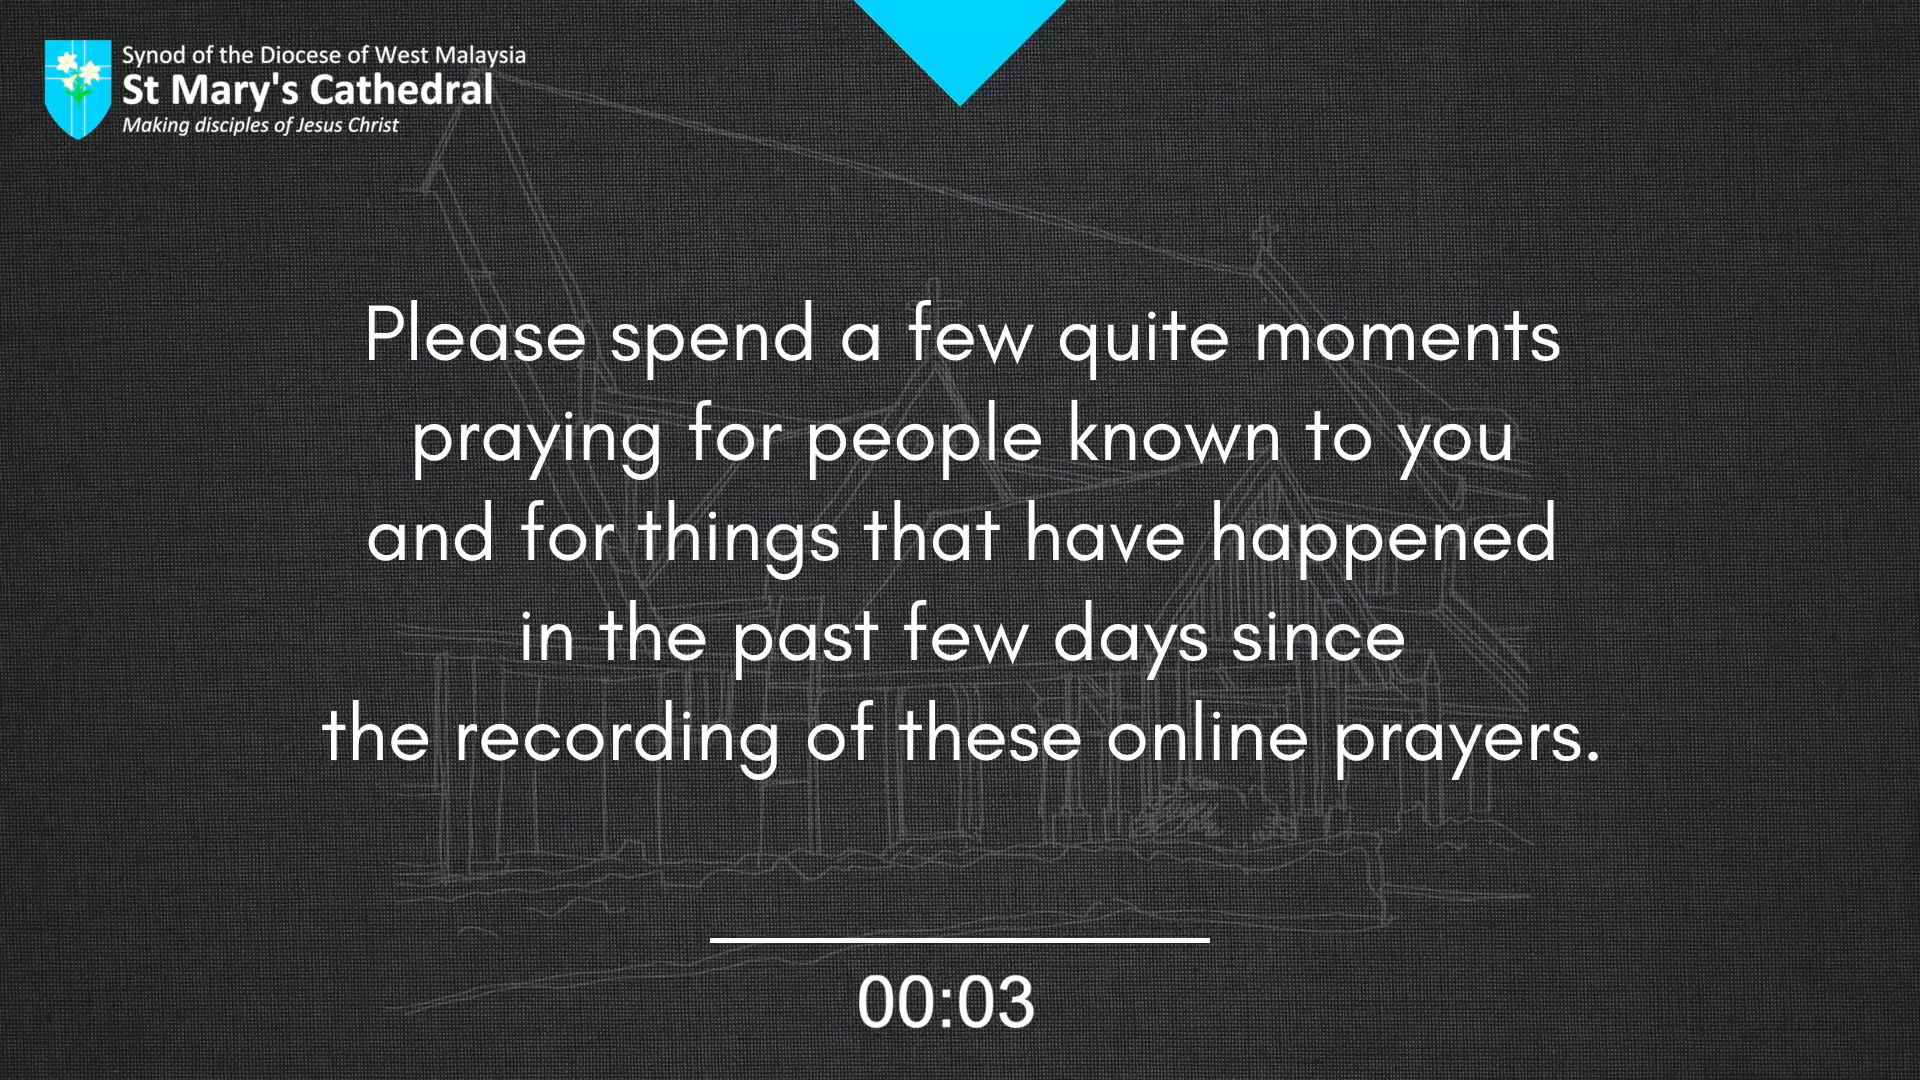 Synod of the Diocese of West Malaysia
St Mary's Cathedral
Making disciples of Jesus Christ
Please spend a few quite moments
praying for people known to you
and for things that have happened
in the past few days since
the recording of these online prayers.
00:03